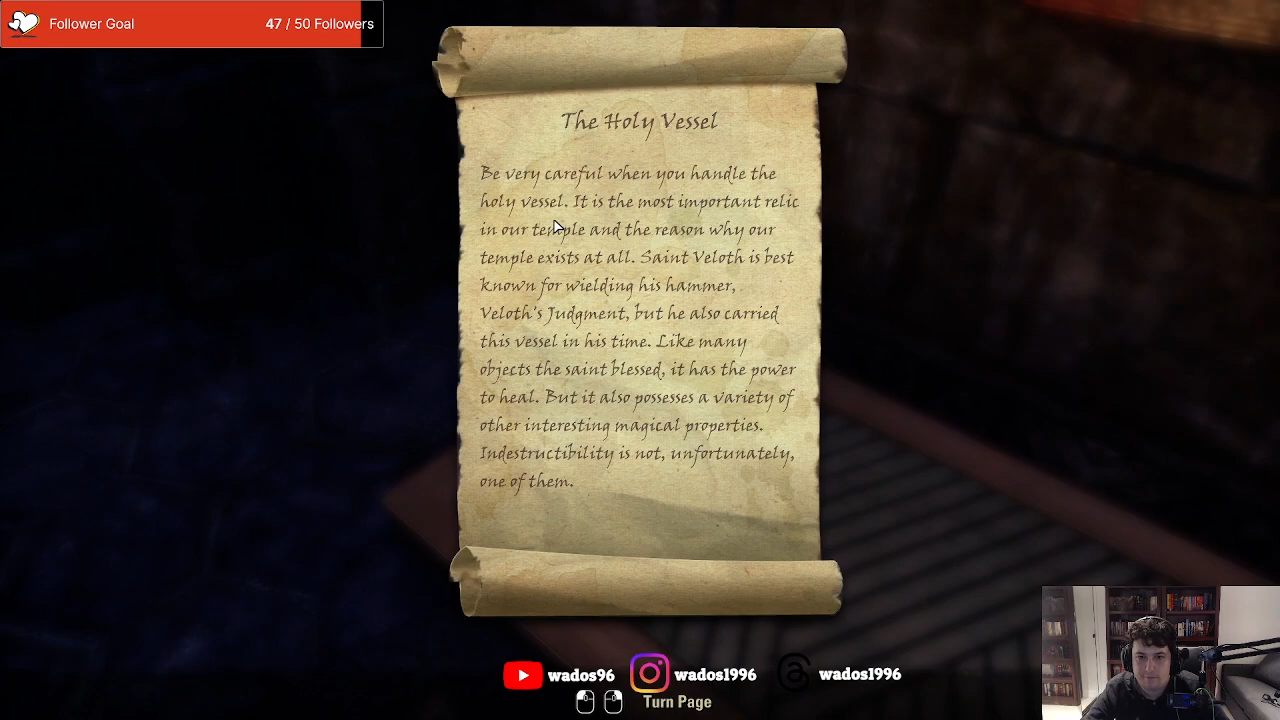 Follower Goal
47 / 50 Followers
The Holy Vessel
Be very careful when you handle the
holy vessel. It is the most important relic
in our temple and the reason why our
temple exists at all. Saint Veloth is best
known for wielding his hammer,
Veloth's Judgment, but he also carried
this vessel in his time. Like many
objects the saint blessed, it has the power
to heal. But it also possesses a variety of
other interesting magical properties.
Indestructibility is not, unfortunately,
one of them.
wados96
wados1996
wados1996
Turn Page